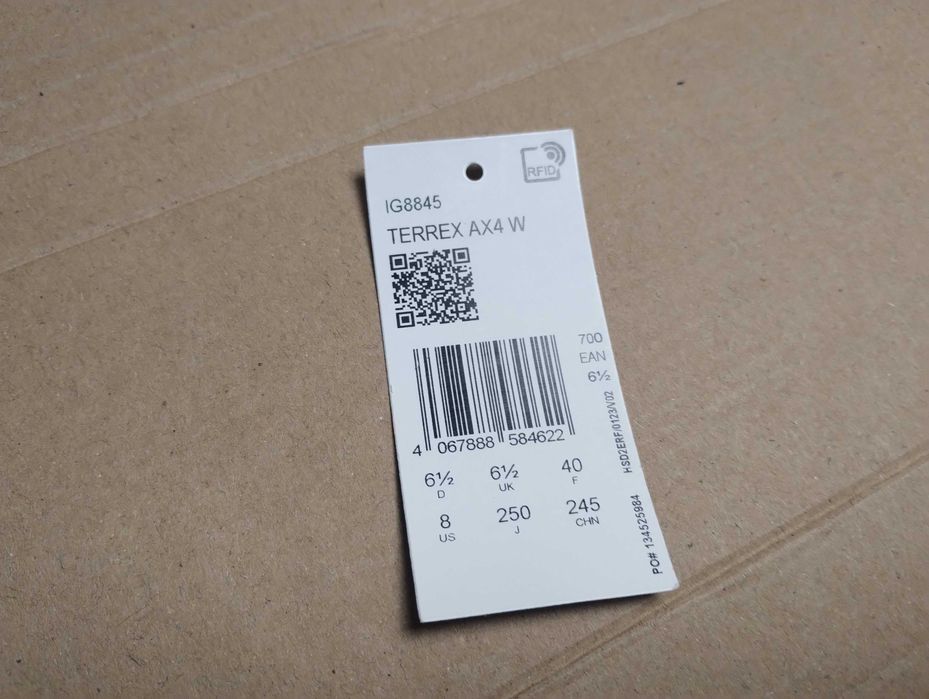 RFID
IG8845
TERREX AX4 W
700
EAN
6½
4 067888 584622
6½ 6½ 40
D UK F
8 250 245
US J CHN
HSD2ERF/0123/V02
PO# 134525984